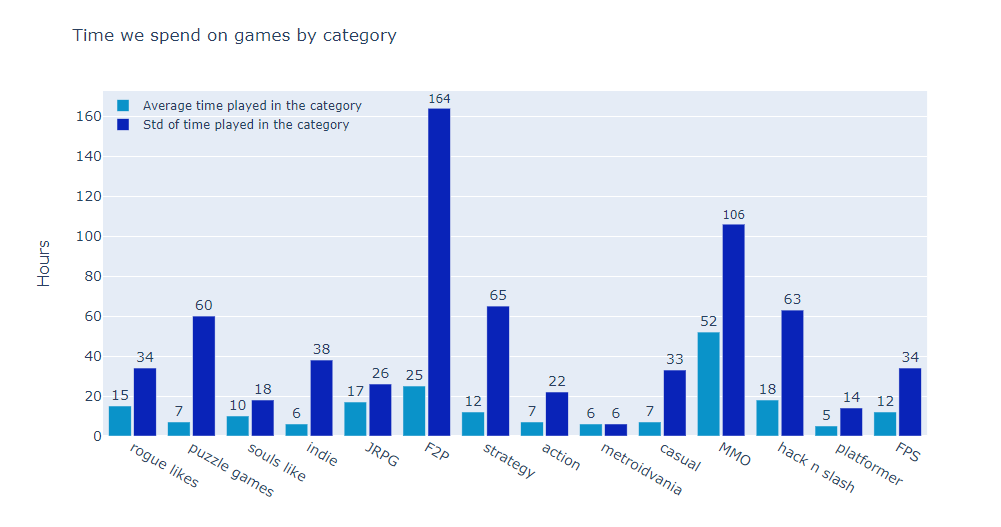 Time we spend on games by category
Average time played in the category
Std of time played in the category
Hours
160
140
120
100
80
60
40
20
0
15
34
7
60
10
18
6
38
17
26
25
164
12
65
7
22
6
6
7
33
52
106
18
63
5
14
12
34
rogue likes
puzzle games
souls like
indie
JRPG
F2P
strategy
action
metroidvania
casual
MMO
hack n slash
platformer
FPS